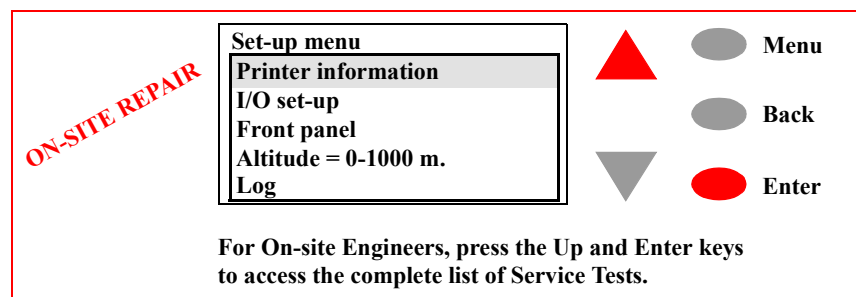 ON-SITE REPAIR
Set-up menu
Printer information
I/O set-up
Front panel
Altitude = 0-1000 m.
Log
Menu
Back
Enter
For On-site Engineers, press the Up and Enter keys
to access the complete list of Service Tests.